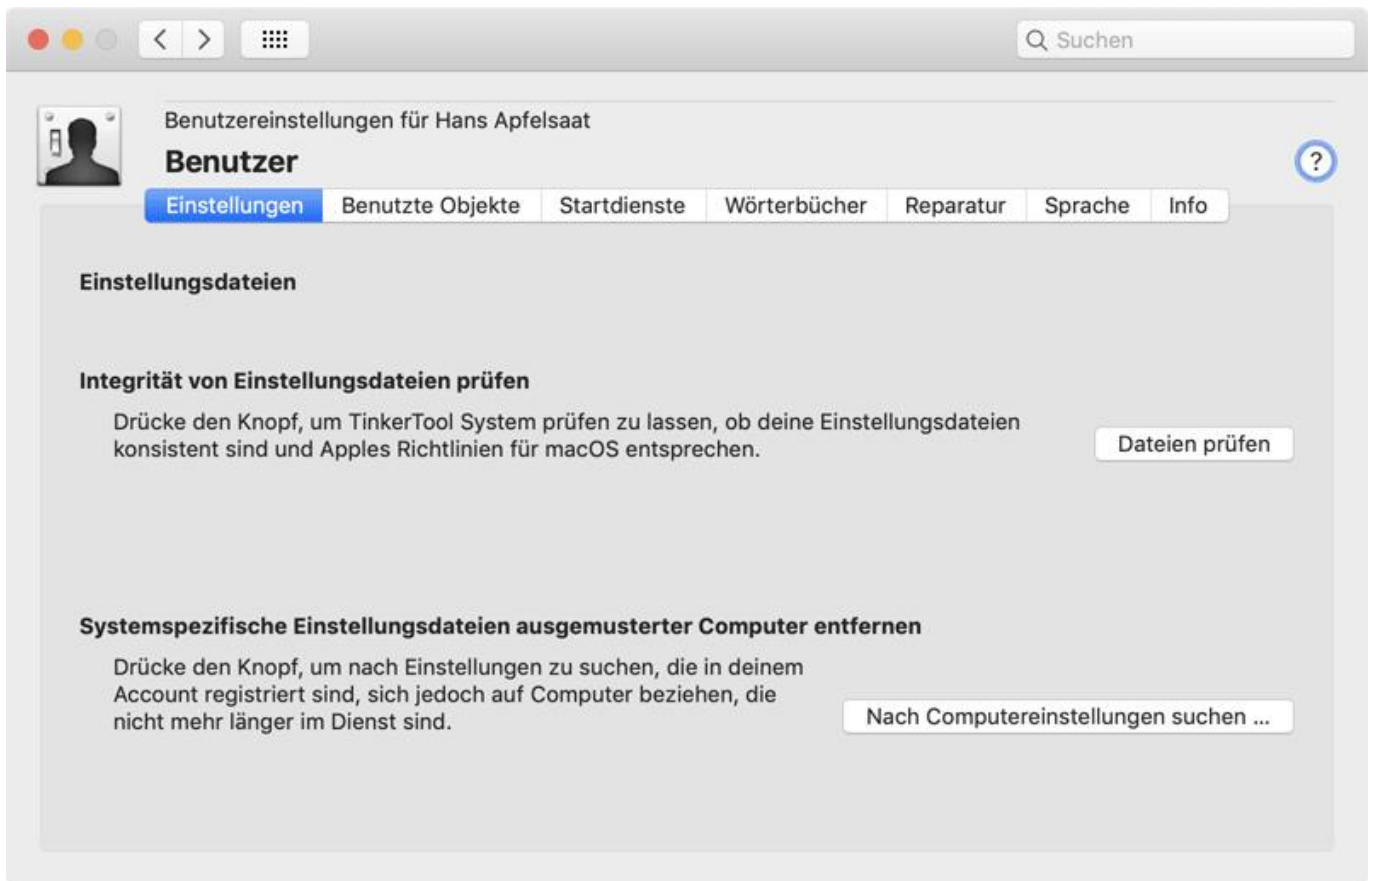 Suchen
Benutzereinstellungen für Hans Apfelsaat
Benutzer
?
Einstellungen Benutzte Objekte Startdienste Wörterbücher Reparatur Sprache Info
Einstellungsdateien
Integrität von Einstellungsdateien prüfen
Drücke den Knopf, um TinkerTool System prüfen zu lassen, ob deine Einstellungsdateien
konsistent sind und Apples Richtlinien für macOS entsprechen.
Dateien prüfen
Systemspezifische Einstellungsdateien ausgemusterter Computer entfernen
Drücke den Knopf, um nach Einstellungen zu suchen, die in deinem
Account registriert sind, sich jedoch auf Computer beziehen, die
nicht mehr länger im Dienst sind.
Nach Computereinstellungen suchen ...